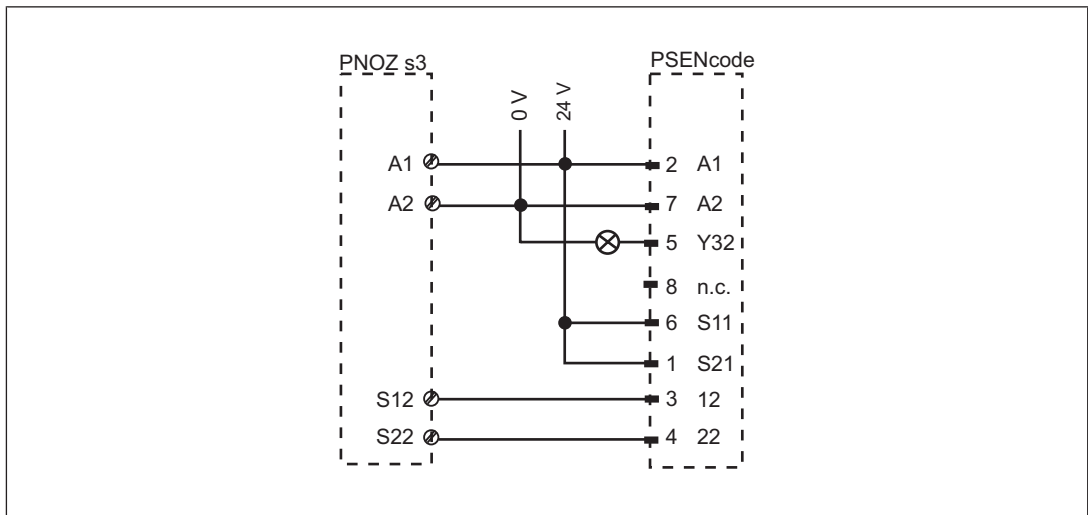 PNOZ s3
PSENcode
0 V
24 V
A1
2 A1
A2
7 A2
5 Y32
8 n.c.
6 S11
1 S21
S12
3 12
S22
4 22